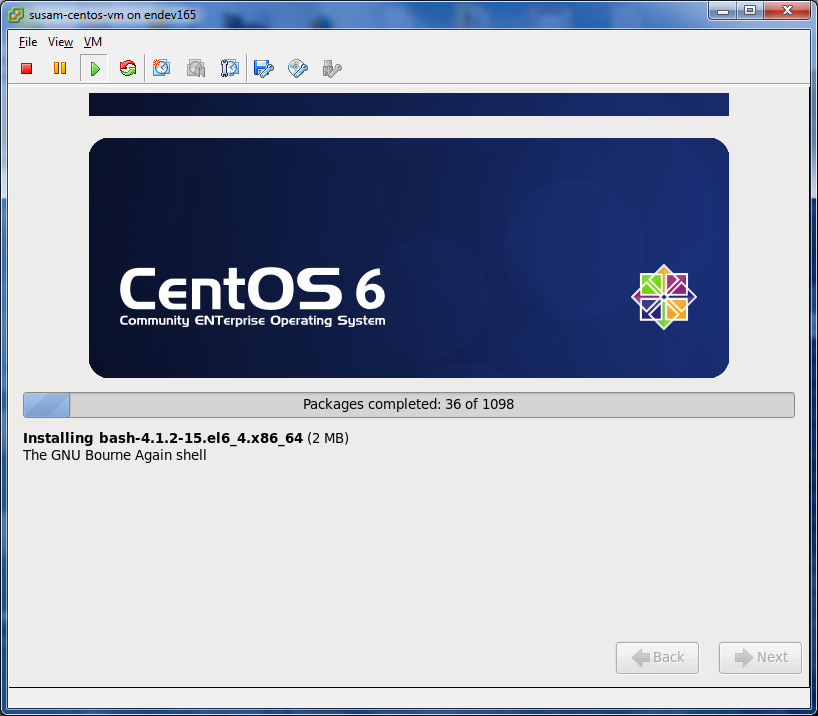 susam-centos-vm on endev165
File View VM
CentOS 6
Community ENTerprise Operating System
Packages completed: 36 of 1098
Installing bash-4.1.2-15.el6_4.x86_64 (2 MB)
The GNU Bourne Again shell
Back Next